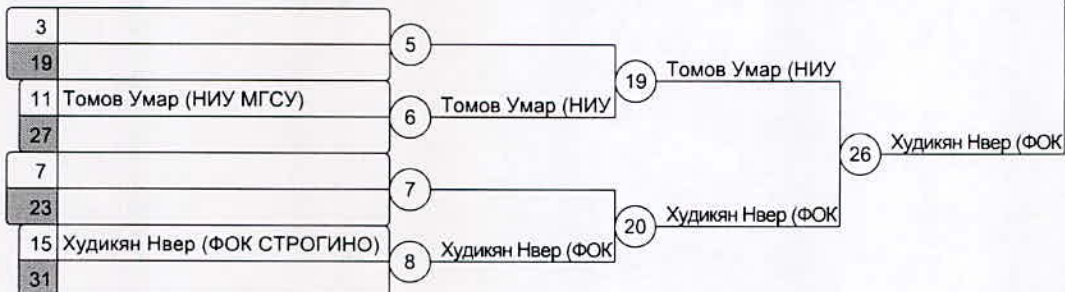 3
5
19
19 Томов Умар (НИУ
11 Томов Умар (НИУ МГСУ)
6 Томов Умар (НИУ
27
26 Худикян Нвер (ФОК
7
7
23
20 Худикян Нвер (ФОК
15 Худикян Нвер (ФОК СТРОГИНО)
8 Худикян Нвер (ФОК
31